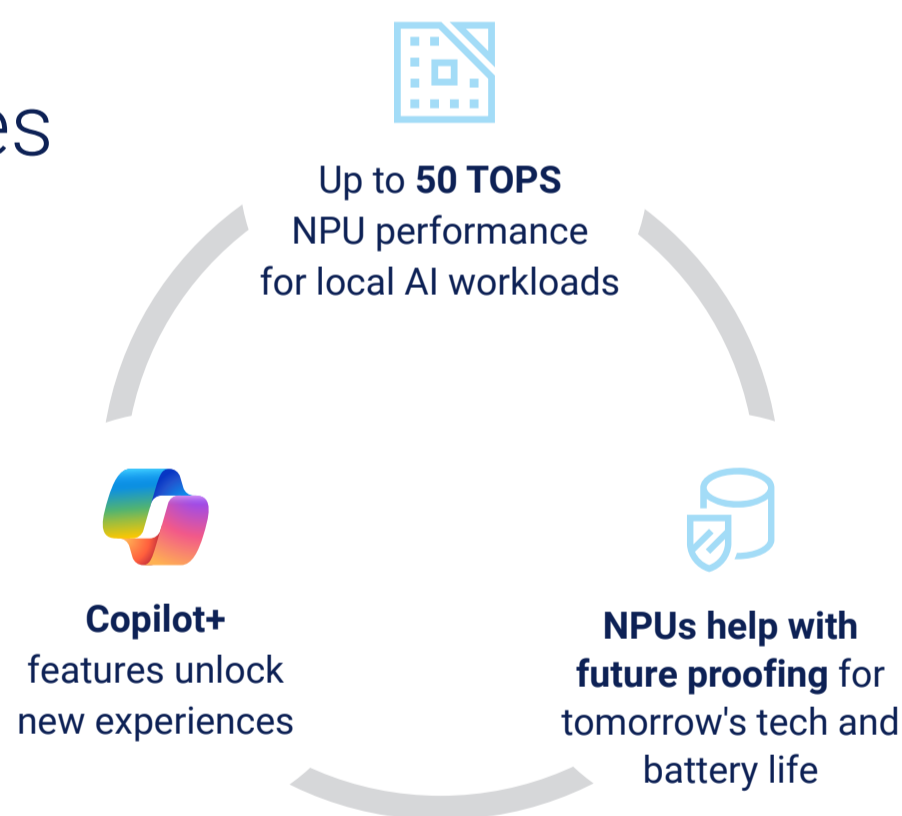 es
Up to 50 TOPS
NPU performance
for local AI workloads
Copilot+
features unlock
new experiences
NPUs help with
future proofing for
tomorrow's tech and
battery life